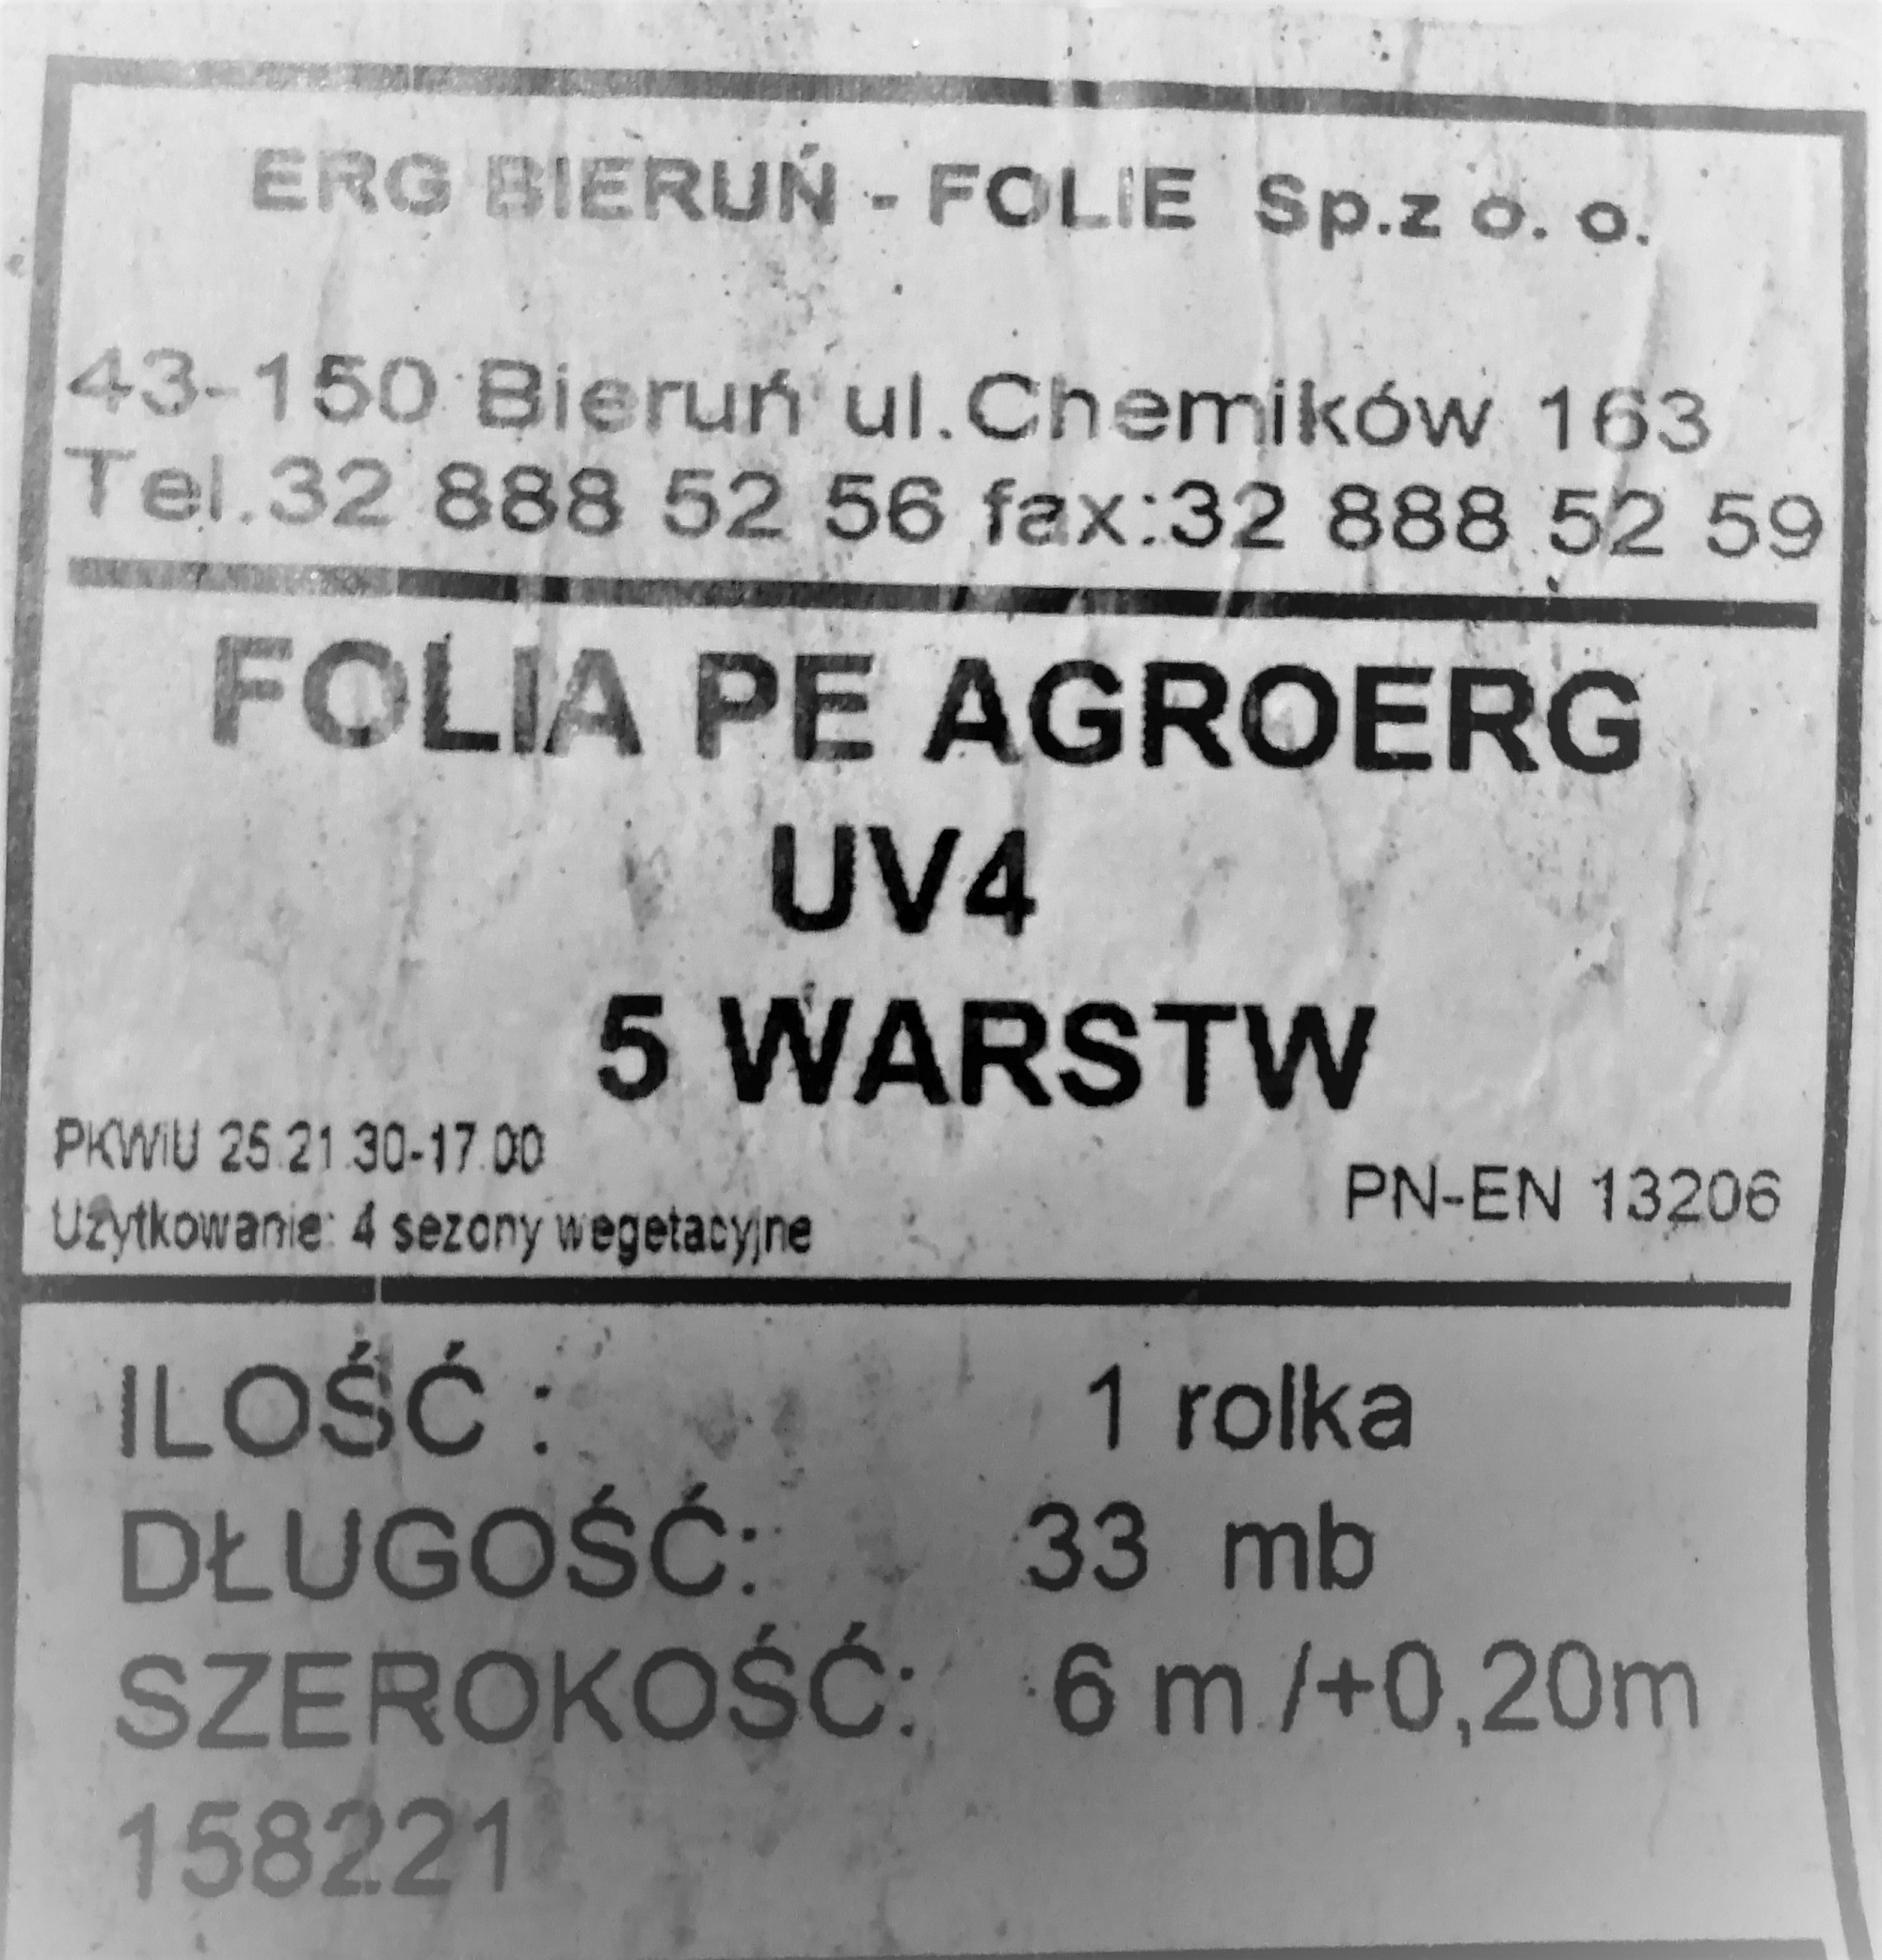 ERG BIERUŃ - FOLIE Sp.z o. o.
43-150 Bieruń ul.Chemików 163
Tel.32 888 52 56 fax:32 888 52 59
FOLIA PE AGROERG
UV4
5 WARSTW
PKWiU 25.21.30-17.00
Użytkowanie: 4 sezony wegetacyjne
PN-EN 13206
ILOŚĆ : 1 rolka
DŁUGOŚĆ: 33 mb
SZEROKOŚĆ: 6 m /+0,20m
158221